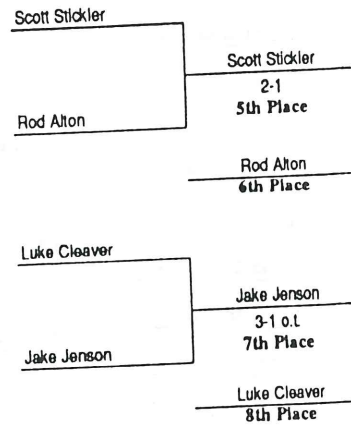 Scott Stickler
Scott Stickler
2-1
5th Place
Rod Alton
Rod Alton
6th Place
Luke Cleaver
Jake Jenson
3-1 o.t.
7th Place
Jake Jenson
Luke Cleaver
8th Place